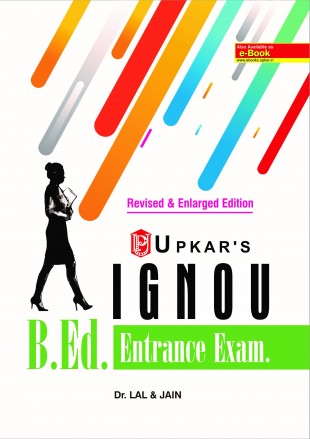 Also Available as
e-Book
www.ebooks.upkar.in
Revised & Enlarged Edition
UPKAR'S
IGNOU
B.Ed. Entrance Exam.
Dr. LAL & JAIN